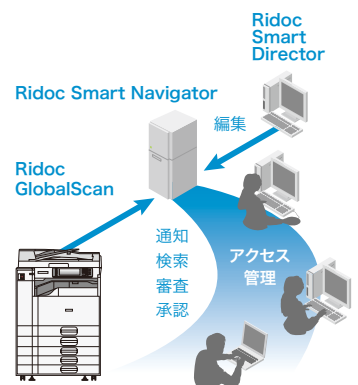 Ridoc
Smart
Director
Ridoc Smart Navigator
編集
Ridoc
GlobalScan
通知
検索
審査
承認
アクセス
管理